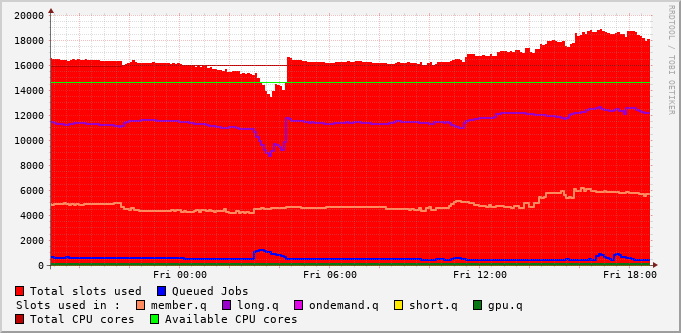 20000
18000
16000
14000
12000
10000
8000
6000
4000
2000
0
Fri 00:00 Fri 06:00 Fri 12:00 Fri 18:00
RRDTOOL / TOBI OETIKER
Total slots used Queued Jobs
Slots used in : member.q long.q ondemand.q short.q gpu.q
Total CPU cores Available CPU cores